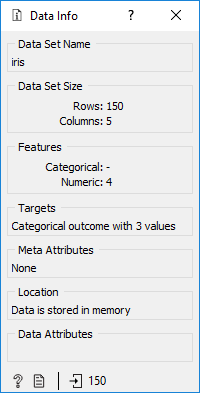 Data Info
?
Data Set Name
iris
Data Set Size
Rows: 150
Columns: 5
Features
Categorical: -
Numeric: 4
Targets
Categorical outcome with 3 values
Meta Attributes
None
Location
Data is stored in memory
Data Attributes
? 150